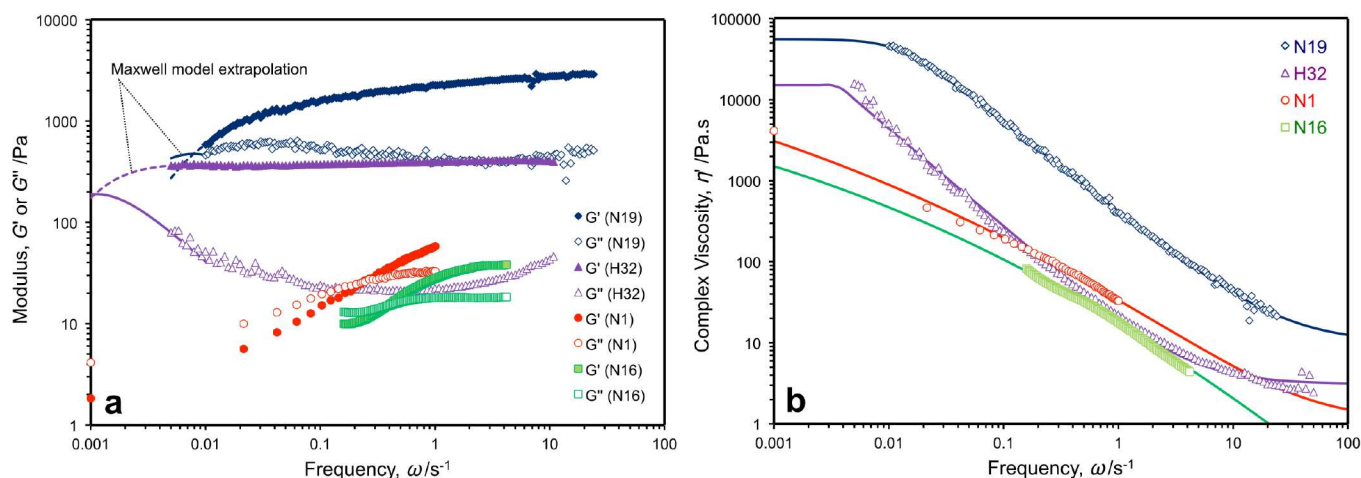 10000
1000
100
10
1
Modulus, G' or G" /Pa
Maxwell model extrapolation
G' (N19)
G" (N19)
G' (H32)
G" (H32)
G' (N1)
G" (N1)
G' (N16)
G" (N16)
a
0.001 0.01 0.1 1 10 100
Frequency, ω/s⁻¹
100000
10000
1000
100
10
1
Complex Viscosity, η' /Pa.s
N19
H32
N1
N16
b
0.001 0.01 0.1 1 10 100
Frequency, ω/s⁻¹